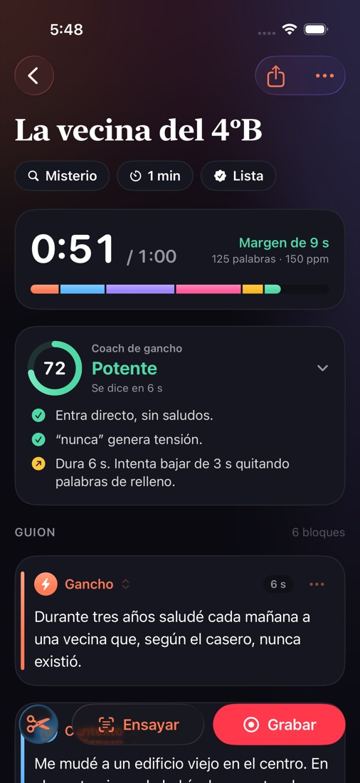 5:48
La vecina del 4ºB
Misterio
1 min
Lista
0:51 / 1:00
Margen de 9 s
125 palabras · 150 ppm
Coach de gancho
72
Potente
Se dice en 6 s
Entra directo, sin saludos.
“nunca” genera tensión.
Dura 6 s. Intenta bajar de 3 s quitando
palabras de relleno.
GUION
6 bloques
Gancho
6 s
Durante tres años saludé cada mañana a
una vecina que, según el casero, nunca
existió.
Ensayar
Grabar
Me mudé a un edificio viejo en el centro. En